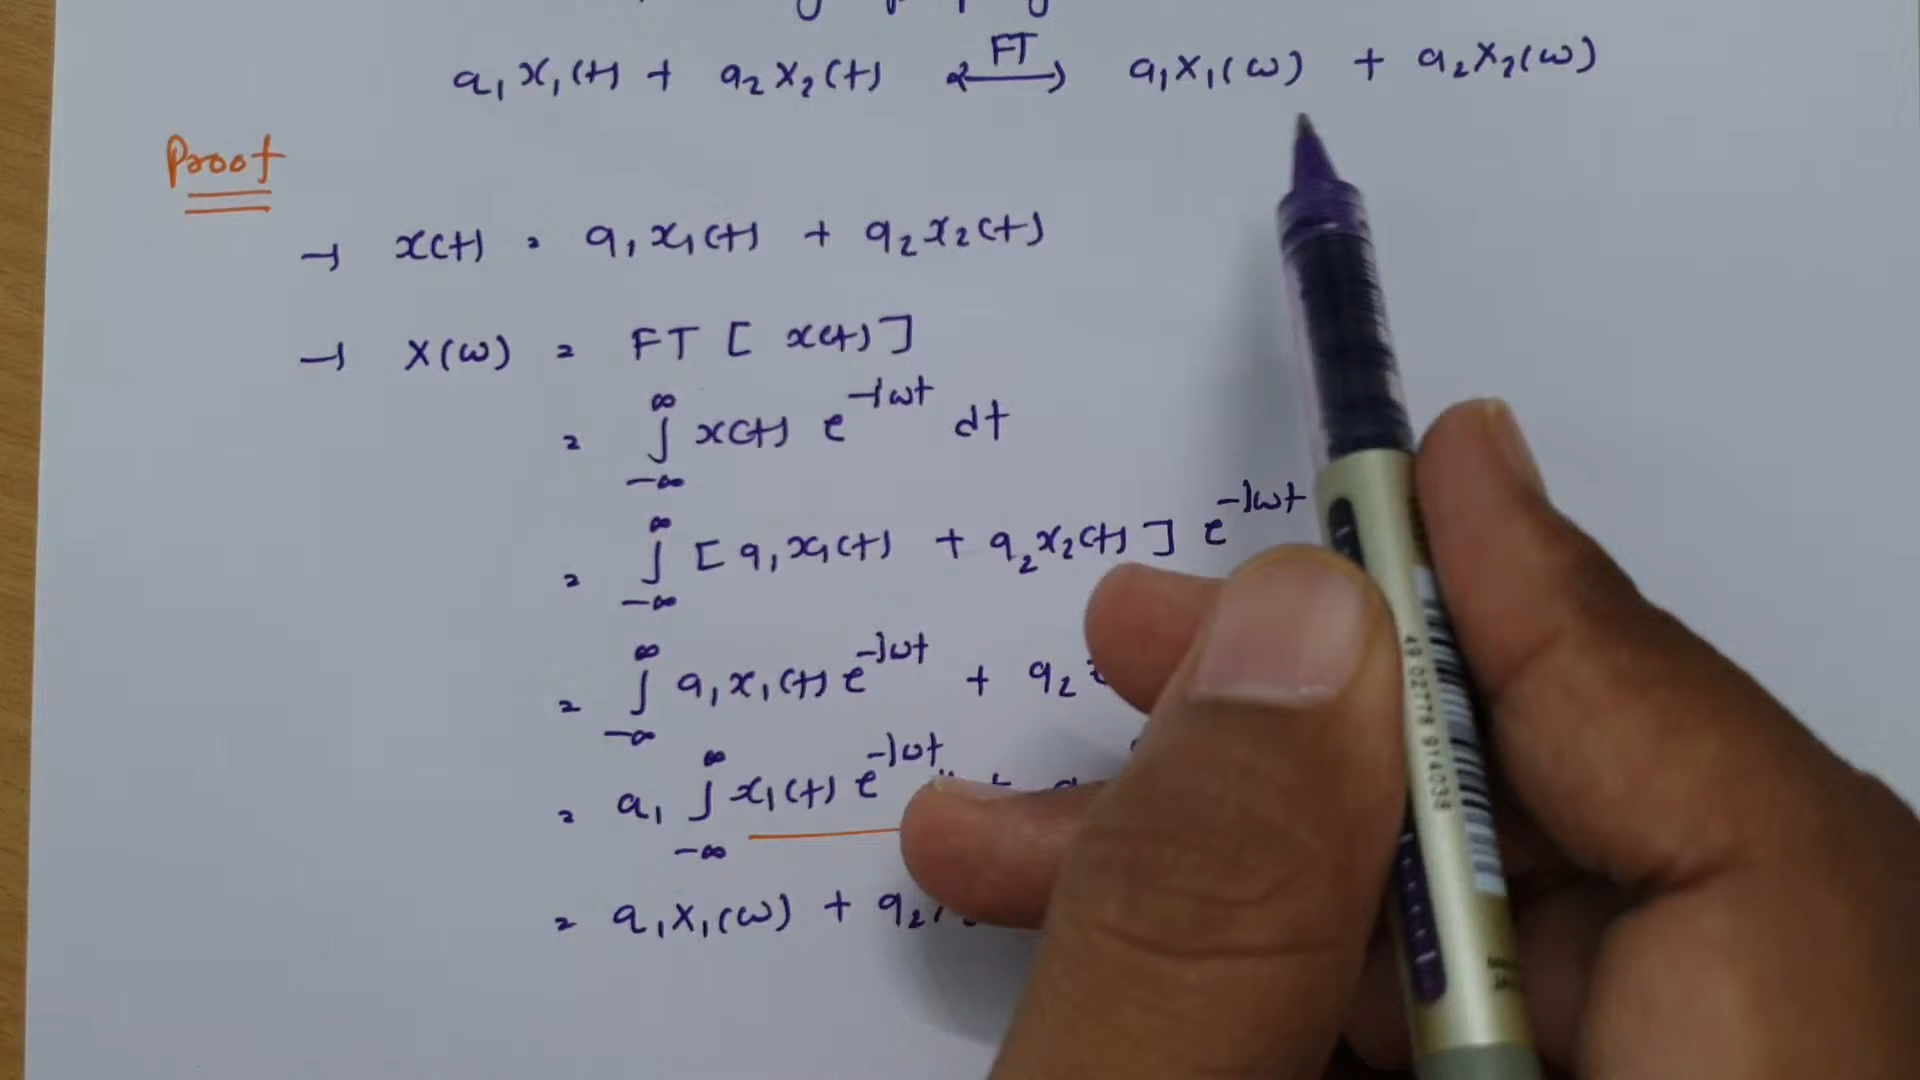 a₁x₁(t) + a₂x₂(t) ⟷FT a₁X₁(ω) + a₂X₂(ω)
Proof
→ x(t) = a₁x₁(t) + a₂x₂(t)
→ X(ω) = FT [ x(t) ]
= ∫_{-∞}^{∞} x(t) e^{-jωt} dt
= ∫_{-∞}^{∞} [ a₁x₁(t) + a₂x₂(t) ] e^{-jωt}
= ∫_{-∞}^{∞} a₁x₁(t) e^{-jωt} + a₂
= a₁ ∫_{-∞}^{∞} x₁(t) e^{-jωt}
= a₁X₁(ω) + a₂